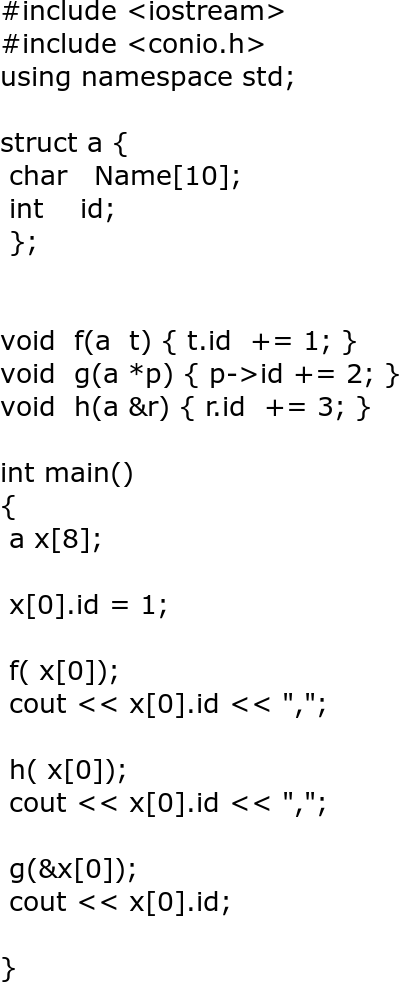 #include <iostream>
#include <conio.h>
using namespace std;
struct a {
char Name[10];
int id;
};
void f(a t) { t.id += 1; }
void g(a *p) { p->id += 2; }
void h(a &r) { r.id += 3; }
int main()
{
a x[8];
x[0].id = 1;
f( x[0]);
cout << x[0].id << ",";
h( x[0]);
cout << x[0].id << ",";
g(&x[0]);
cout << x[0].id;
}